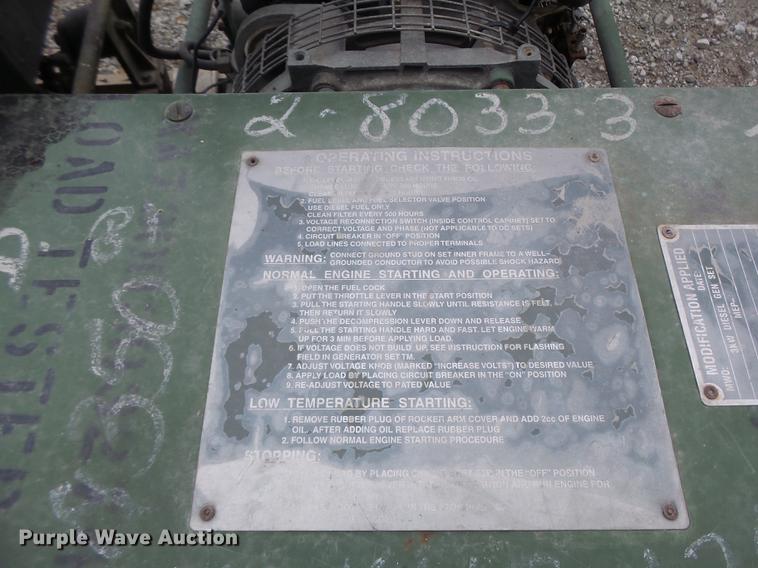 2-8033-3
OPERATING INSTRUCTIONS
BEFORE STARTING CHECK THE FOLLOWING:
2. FUEL LEVEL AND FUEL SELECTOR VALVE POSITION
USE DIESEL FUEL ONLY
CLEAN FILTER EVERY 500 HOURS
3. VOLTAGE RECONNECTION SWITCH (INSIDE CONTROL CABINET) SET TO
CORRECT VOLTAGE AND PHASE (NOT APPLICABLE TO DC SETS)
4. CIRCUIT BREAKER IN "OFF" POSITION
5. LOAD LINES CONNECTED TO PROPER TERMINALS
WARNING: CONNECT GROUND STUD ON SET INNER FRAME TO A WELL-
GROUNDED CONDUCTOR TO AVOID POSSIBLE SHOCK HAZARD
NORMAL ENGINE STARTING AND OPERATING:
1. OPEN THE FUEL COCK
2. PUT THE THROTTLE LEVER IN THE START POSITION
3. PULL THE STARTING HANDLE SLOWLY UNTIL RESISTANCE IS FELT,
THEN RETURN IT SLOWLY
4. PUSH THE DECOMPRESSION LEVER DOWN AND RELEASE
5. PULL THE STARTING HANDLE HARD AND FAST. LET ENGINE WARM
UP FOR 3 MIN BEFORE APPLYING LOAD.
6. IF VOLTAGE DOES NOT BUILD UP, SEE INSTRUCTION FOR FLASHING
FIELD IN GENERATOR SET TM.
7. ADJUST VOLTAGE KNOB (MARKED "INCREASE VOLTS") TO DESIRED VALUE
8. APPLY LOAD BY PLACING CIRCUIT BREAKER IN THE "ON" POSITION
9. RE-ADJUST VOLTAGE TO RATED VALUE
LOW TEMPERATURE STARTING:
1. REMOVE RUBBER PLUG OF ROCKER ARM COVER AND ADD 2cc OF ENGINE
OIL. AFTER ADDING OIL REPLACE RUBBER PLUG
2. FOLLOW NORMAL ENGINE STARTING PROCEDURE
STOPPING:
BY PLACING IN THE "OFF" POSITION
ENGINE FOR
MODIFICATION APPLIED
MWO: DATE:
3KW DIESEL GEN SET
MEP-
Purple Wave Auction